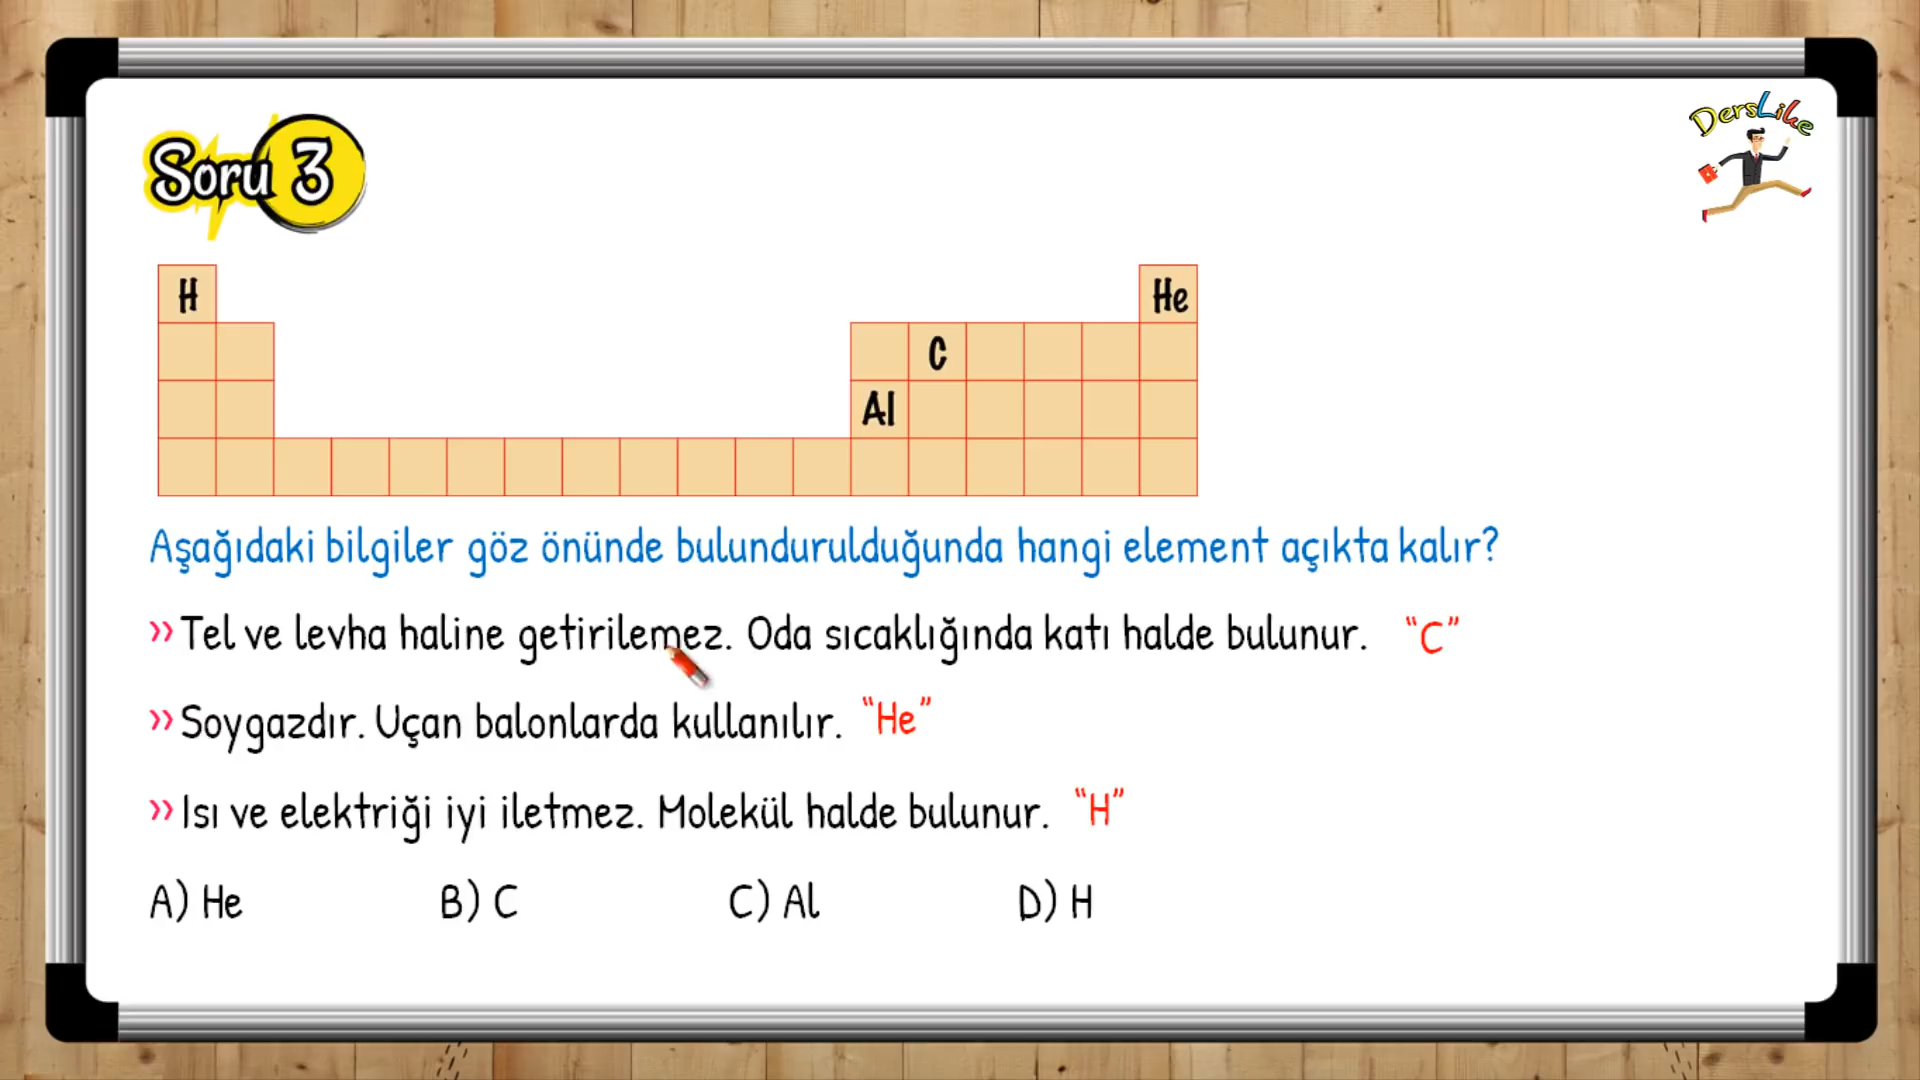 DersLike
Soru 3
H He
C
Al
Aşağıdaki bilgiler göz önünde bulundurulduğunda hangi element açıkta kalır?
›› Tel ve levha haline getirilemez. Oda sıcaklığında katı halde bulunur. "C"
›› Soygazdır. Uçan balonlarda kullanılır. "He"
›› Isı ve elektriği iyi iletmez. Molekül halde bulunur. "H"
A) He B) C C) Al D) H